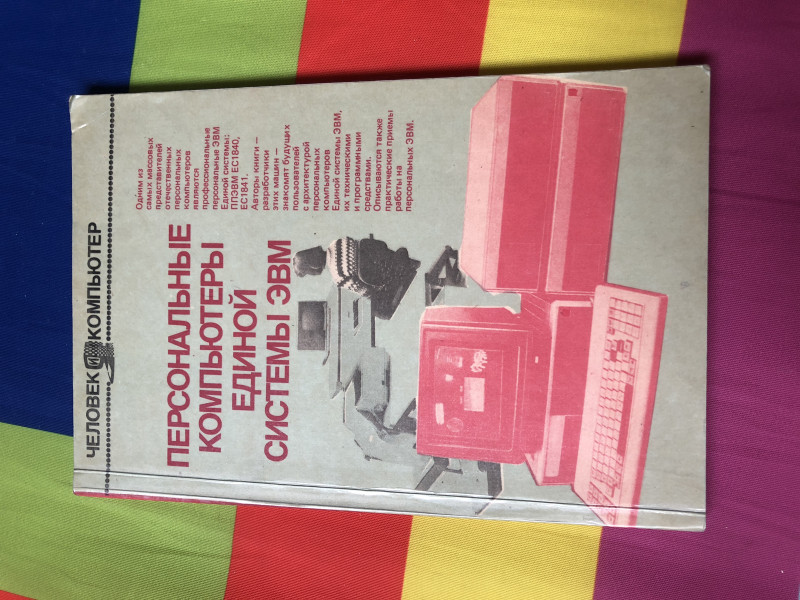 ЧЕЛОВЕК И КОМПЬЮТЕР
Одним из
самых массовых
представителей
отечественных
персональных
компьютеров
являются
профессиональные
персональные ЭВМ
Единой системы:
ППЭВМ ЕС1840,
ЕС1841.
Авторы книги —
разработчики
этих машин —
знакомят будущих
пользователей
с архитектурой
персональных
компьютеров
Единой системы ЭВМ,
их техническими
и программными
средствами.
Описываются также
практические приемы
работы на
персональных ЭВМ.
ПЕРСОНАЛЬНЫЕ
КОМПЬЮТЕРЫ
ЕДИНОЙ
СИСТЕМЫ ЭВМ